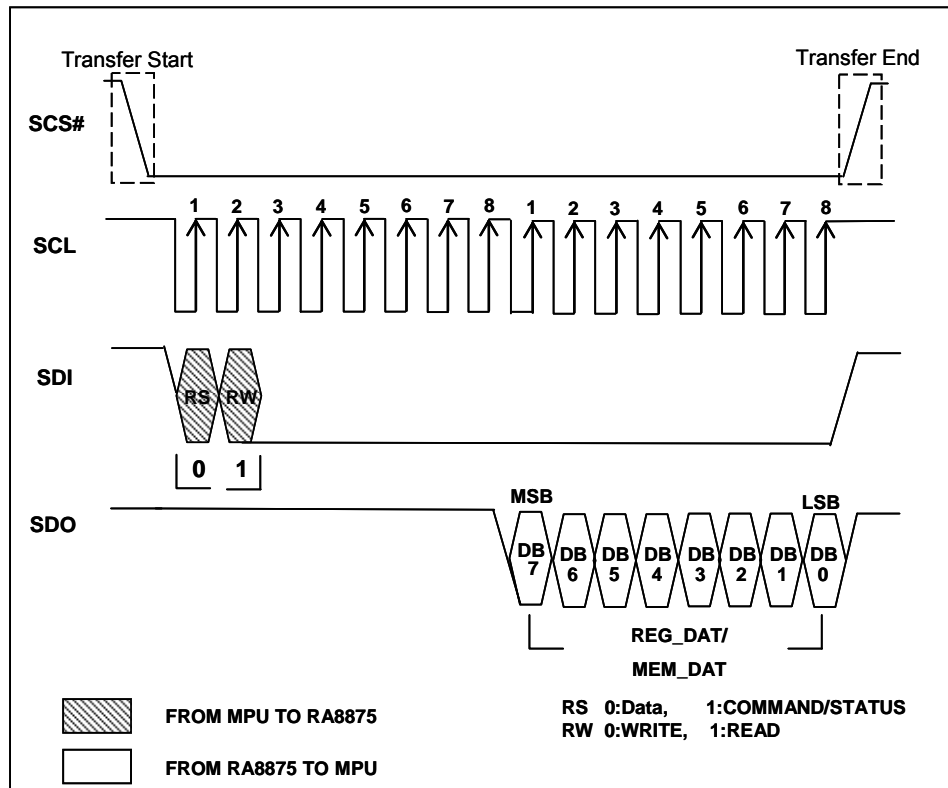 Transfer Start
Transfer End
SCS#
1 2 3 4 5 6 7 8 1 2 3 4 5 6 7 8
SCL
SDI
RS RW
0 1
SDO
MSB
LSB
DB 7 DB 6 DB 5 DB 4 DB 3 DB 2 DB 1 DB 0
REG_DAT/
MEM_DAT
FROM MPU TO RA8875
RS 0:Data, 1:COMMAND/STATUS
RW 0:WRITE, 1:READ
FROM RA8875 TO MPU